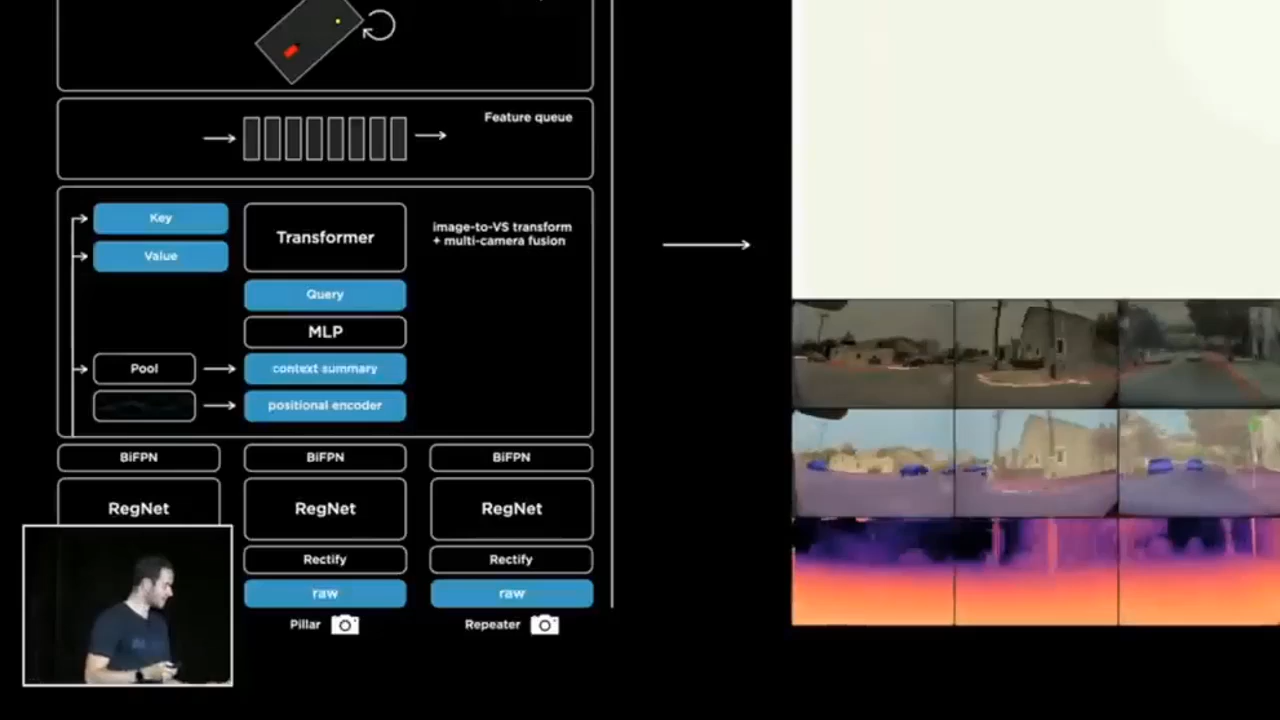 Feature queue
Key
Value
Transformer
image-to-VS transform
+ multi-camera fusion
Query
MLP
Pool
context summary
positional encoder
BiFPN
BiFPN
BiFPN
RegNet
RegNet
RegNet
Rectify
Rectify
raw
raw
Pillar
Repeater